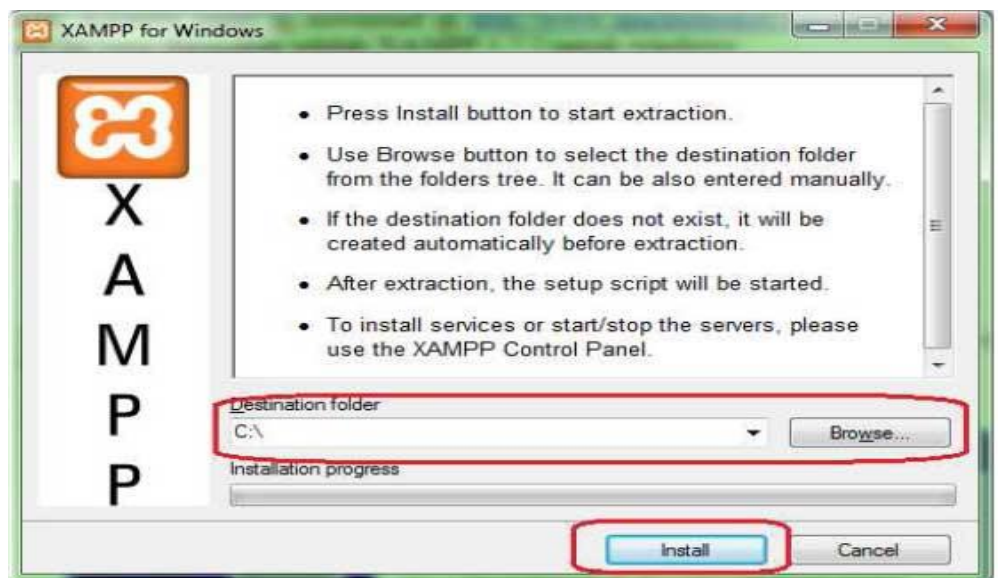 XAMPP for Windows
X
A
M
P
P
• Press Install button to start extraction.
• Use Browse button to select the destination folder
from the folders tree. It can be also entered manually.
• If the destination folder does not exist, it will be
created automatically before extraction.
• After extraction, the setup script will be started.
• To install services or start/stop the servers, please
use the XAMPP Control Panel.
Destination folder
C:\
Browse...
Installation progress
Install
Cancel